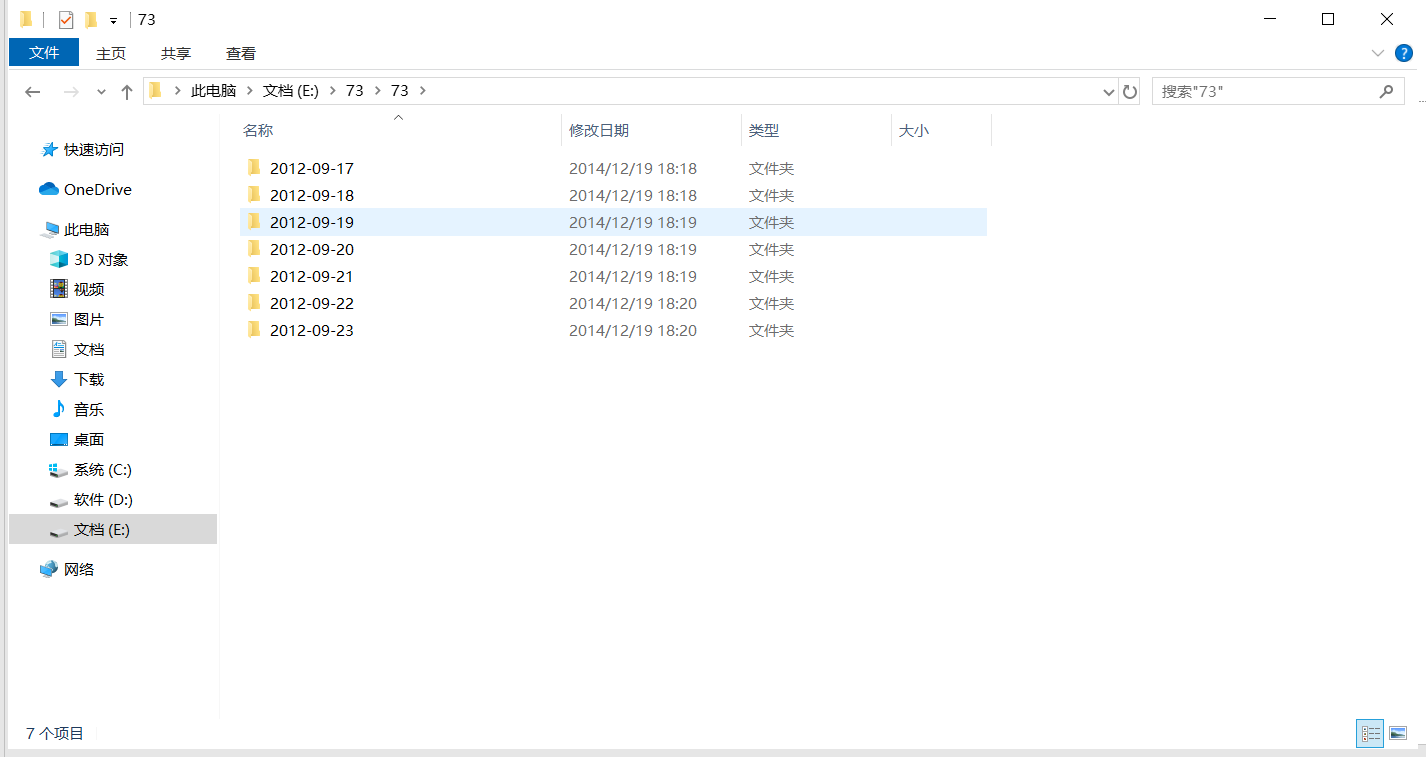 73
文件 主页 共享 查看
此电脑 文档 (E:) 73 73 搜索"73"
名称 修改日期 类型 大小
快速访问
OneDrive
此电脑
3D 对象
视频
图片
文档
下载
音乐
桌面
系统 (C:)
软件 (D:)
文档 (E:)
网络
2012-09-17 2014/12/19 18:18 文件夹
2012-09-18 2014/12/19 18:18 文件夹
2012-09-19 2014/12/19 18:19 文件夹
2012-09-20 2014/12/19 18:19 文件夹
2012-09-21 2014/12/19 18:19 文件夹
2012-09-22 2014/12/19 18:20 文件夹
2012-09-23 2014/12/19 18:20 文件夹
7 个项目